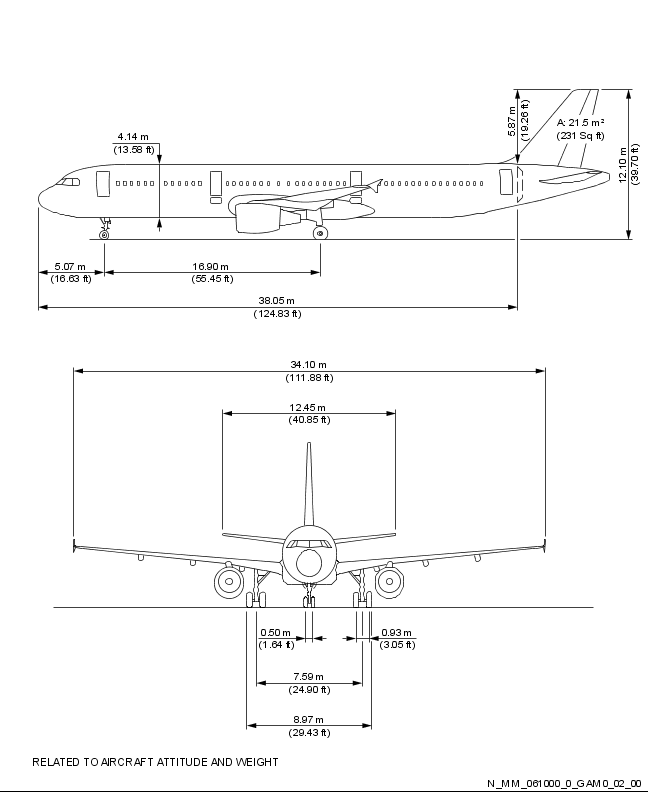 5.87 m
(19.26 ft)
A: 21.5 m²
(231 Sq ft)
4.14 m
(13.58 ft)
12.10 m
(39.70 ft)
5.07 m
(16.63 ft)
16.90 m
(55.45 ft)
38.05 m
(124.83 ft)
34.10 m
(111.88 ft)
12.45 m
(40.85 ft)
0.50 m
(1.64 ft)
0.93 m
(3.05 ft)
7.59 m
(24.90 ft)
8.97 m
(29.43 ft)
RELATED TO AIRCRAFT ATTITUDE AND WEIGHT
N_MM_061000_0_GAM0_02_00